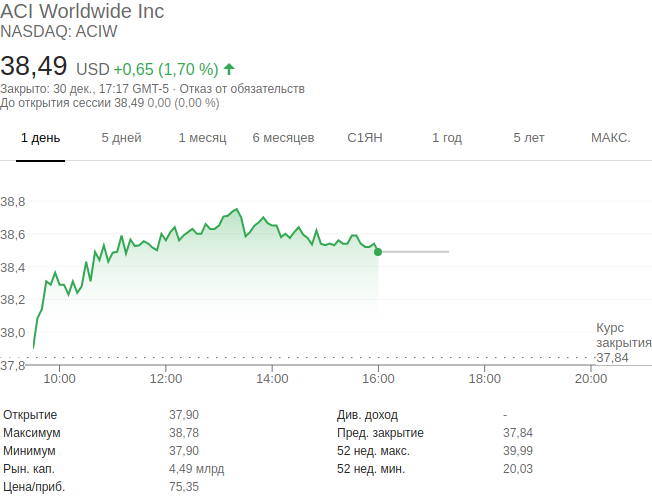 ACI Worldwide Inc
NASDAQ: ACIW
38,49 USD +0,65 (1,70 %)
Закрыто: 30 дек., 17:17 GMT-5 · Отказ от обязательств
До открытия сессии 38,49 0,00 (0,00 %)
1 день 5 дней 1 месяц 6 месяцев С1ЯН 1 год 5 лет МАКС.
38,8
38,6
38,4
38,2
38,0
37,8
Курс
закрытия
37,84
10:00 12:00 14:00 16:00 18:00 20:00
Открытие 37,90 Див. доход -
Максимум 38,78 Пред. закрытие 37,84
Минимум 37,90 52 нед. макс. 39,99
Рын. кап. 4,49 млрд 52 нед. мин. 20,03
Цена/приб. 75,35